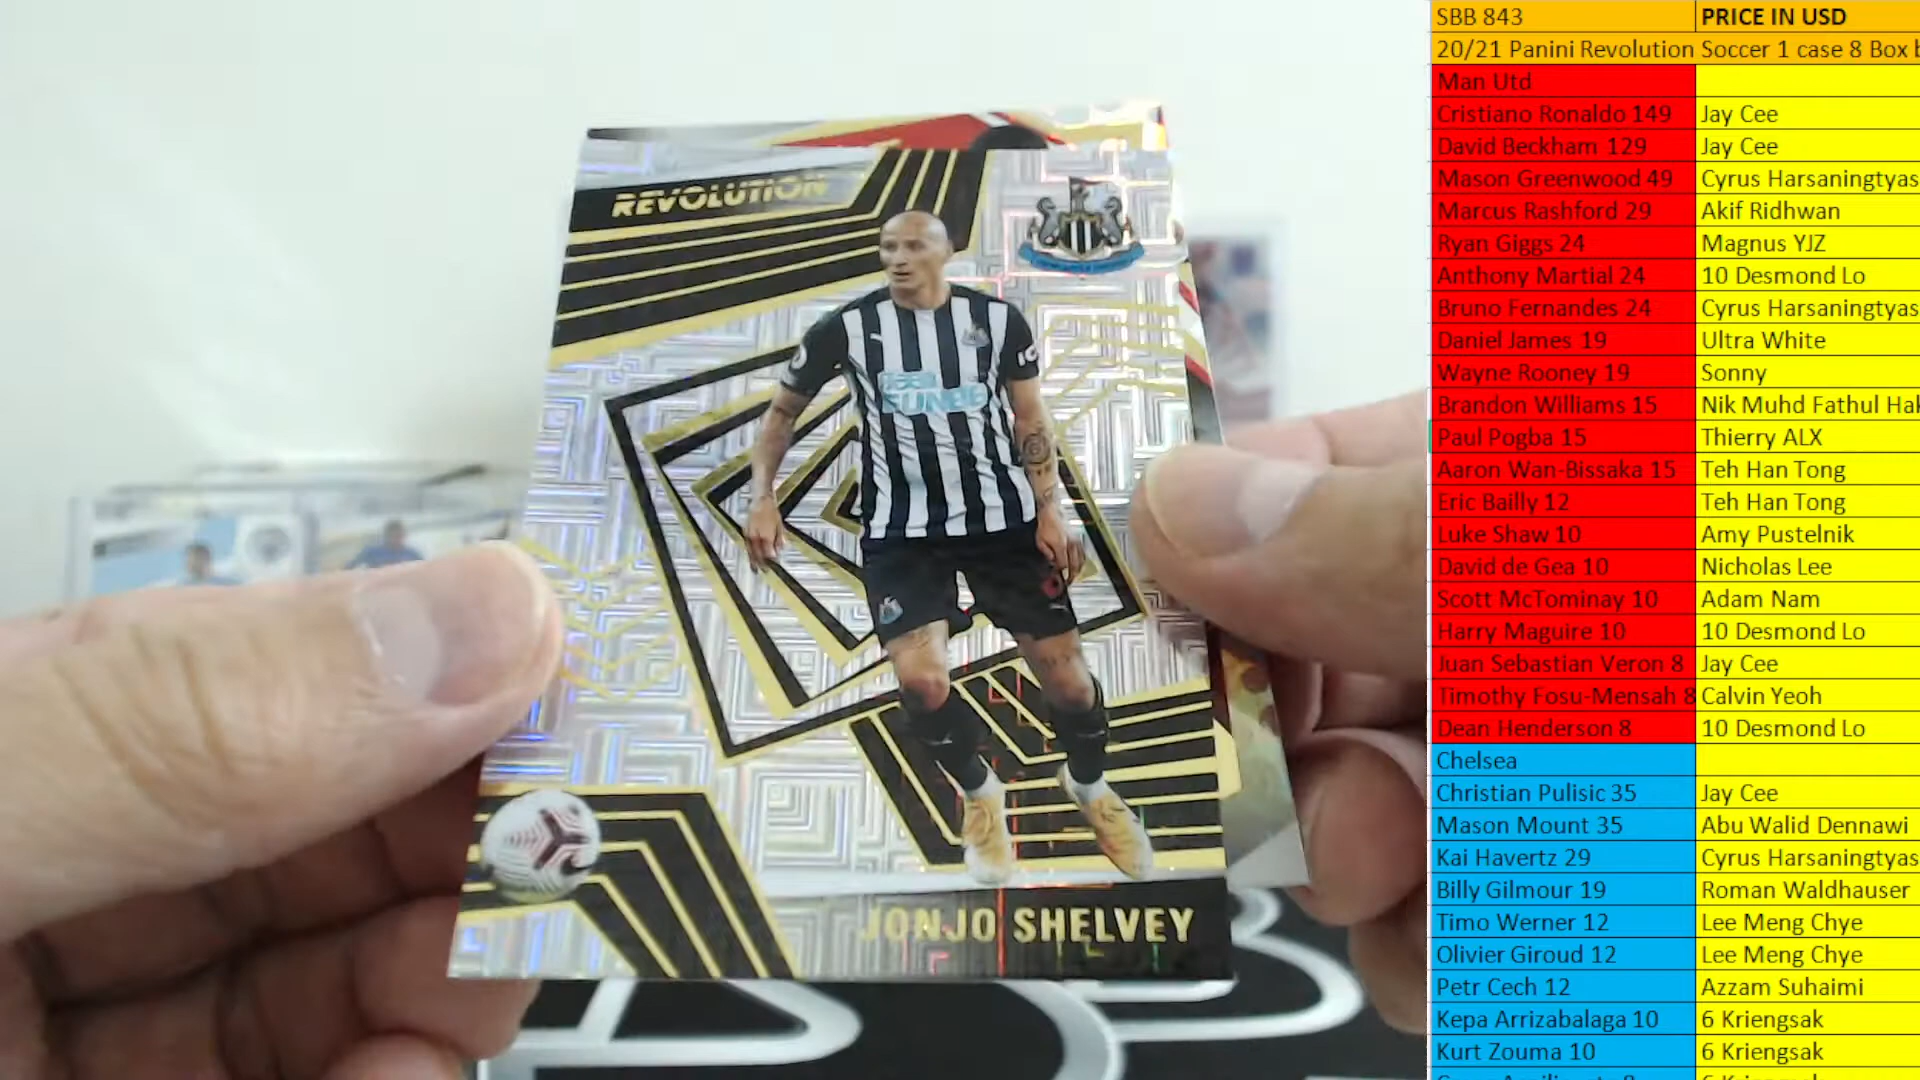 REVOLUTION
FUN88
JONJO SHELVEY
SBB 843 PRICE IN USD
20/21 Panini Revolution Soccer 1 case 8 Box
Man Utd
Cristiano Ronaldo 149 Jay Cee
David Beckham 129 Jay Cee
Mason Greenwood 49 Cyrus Harsaningtyas
Marcus Rashford 29 Akif Ridhwan
Ryan Giggs 24 Magnus YJZ
Anthony Martial 24 10 Desmond Lo
Bruno Fernandes 24 Cyrus Harsaningtyas
Daniel James 19 Ultra White
Wayne Rooney 19 Sonny
Brandon Williams 15 Nik Muhd Fathul
Paul Pogba 15 Thierry ALX
Aaron Wan-Bissaka 15 Teh Han Tong
Eric Bailly 12 Teh Han Tong
Luke Shaw 10 Amy Pustelnik
David de Gea 10 Nicholas Lee
Scott McTominay 10 Adam Nam
Harry Maguire 10 10 Desmond Lo
Juan Sebastian Veron 8 Jay Cee
Timothy Fosu-Mensah 8 Calvin Yeoh
Dean Henderson 8 10 Desmond Lo
Chelsea
Christian Pulisic 35 Jay Cee
Mason Mount 35 Abu Walid Dennawi
Kai Havertz 29 Cyrus Harsaningtyas
Billy Gilmour 19 Roman Waldhauser
Timo Werner 12 Lee Meng Chye
Olivier Giroud 12 Lee Meng Chye
Petr Cech 12 Azzam Suhaimi
Kepa Arrizabalaga 10 6 Kriengsak
Kurt Zouma 10 6 Kriengsak